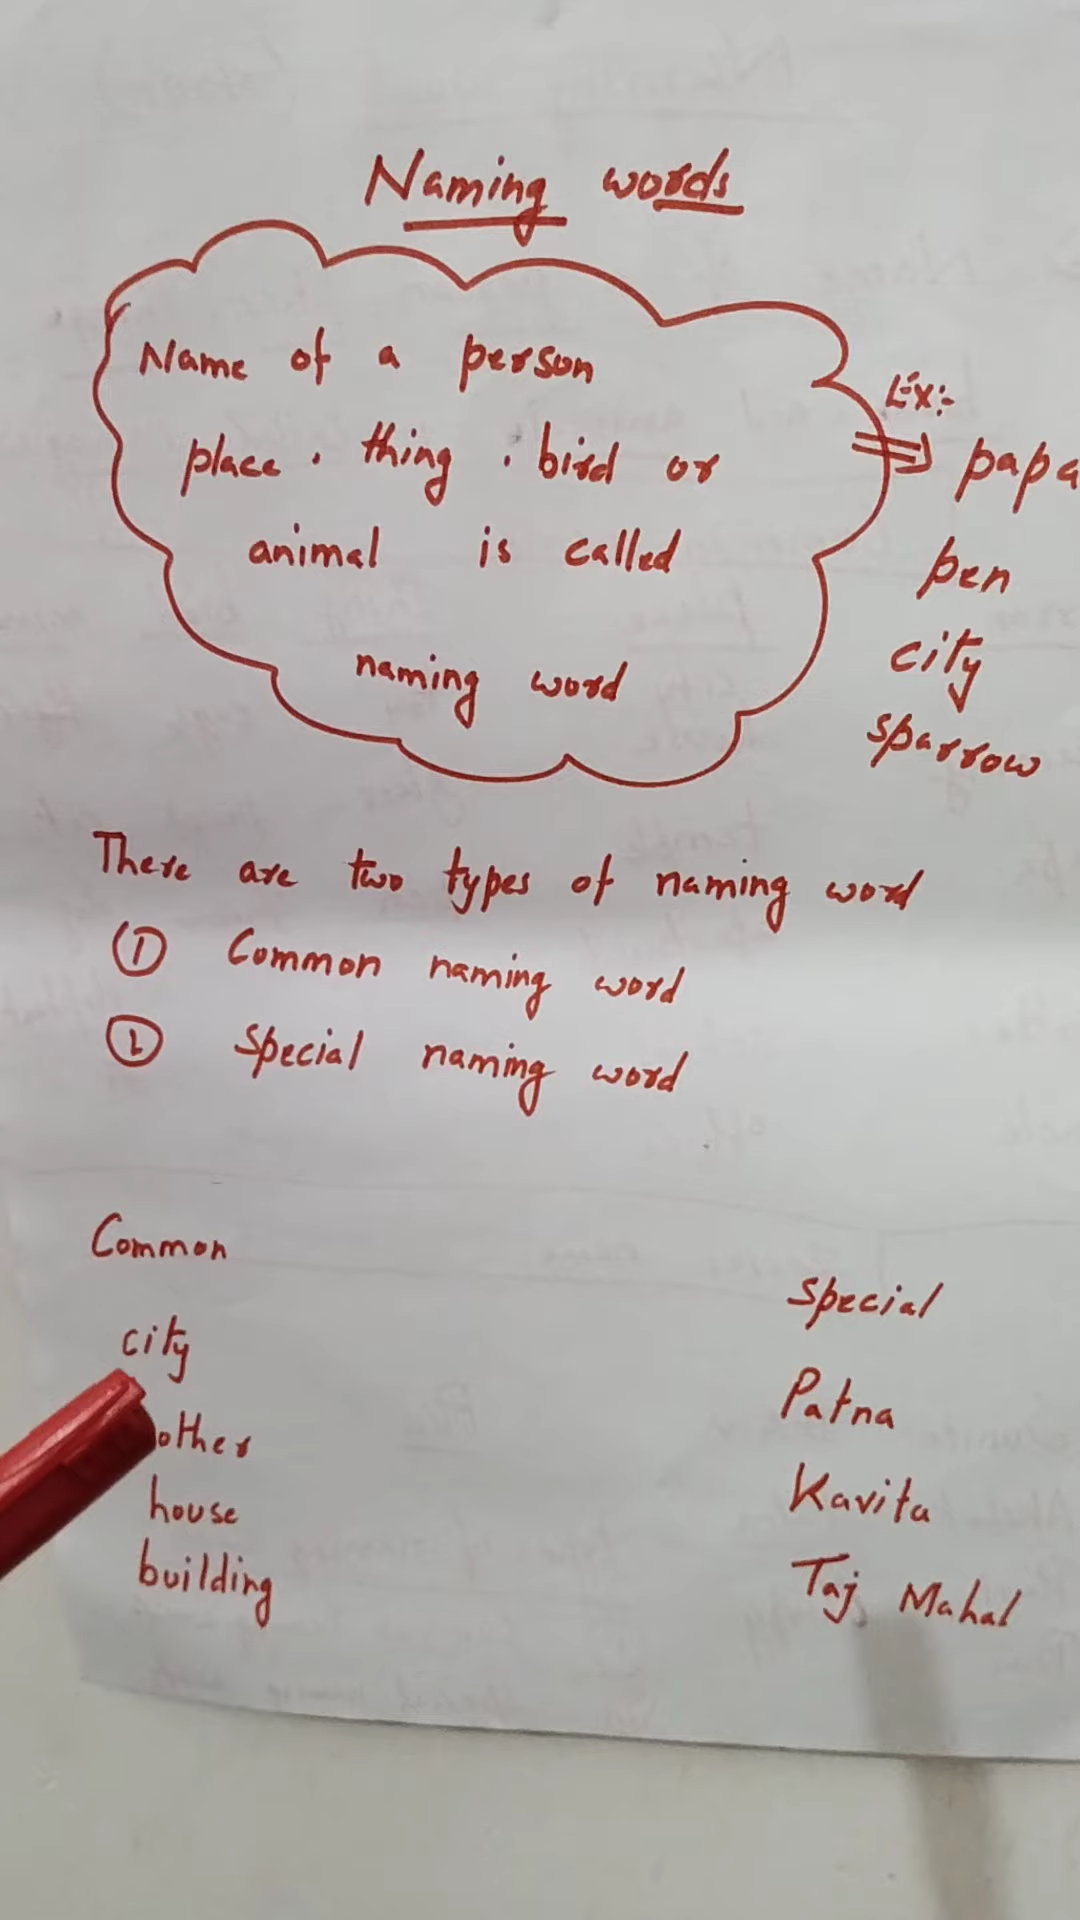 Naming words
Name of a person
place, thing, bird or
animal is called
naming word
Ex:-
papa
pen
city
sparrow
There are two types of naming word
① Common naming word
② Special naming word
Common
city
other
house
building
Special
Patna
Kavita
Taj Mahal